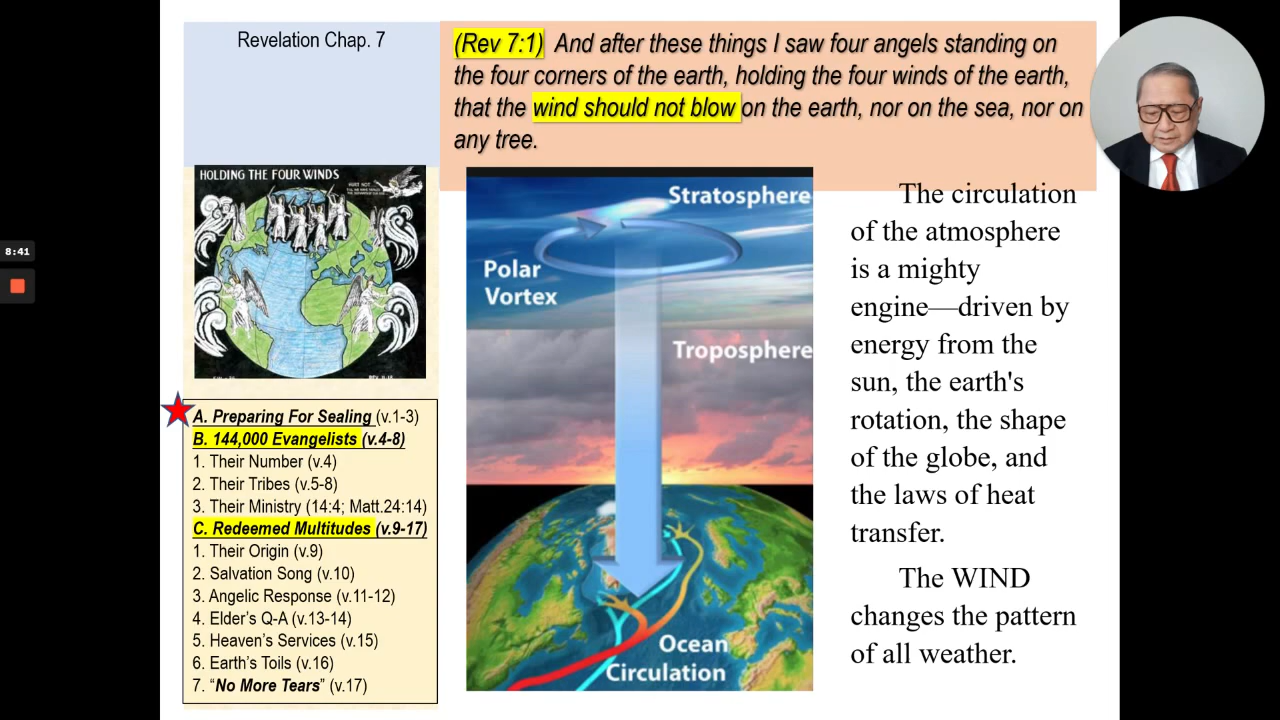 Revelation Chap. 7
(Rev 7:1) And after these things I saw four angels standing on
the four corners of the earth, holding the four winds of the earth,
that the wind should not blow on the earth, nor on the sea, nor on
any tree.
HOLDING THE FOUR WINDS
HURT NOT
8:41
A. Preparing For Sealing (v.1-3)
B. 144,000 Evangelists (v.4-8)
1. Their Number (v.4)
2. Their Tribes (v.5-8)
3. Their Ministry (14:4; Matt.24:14)
C. Redeemed Multitudes (v.9-17)
1. Their Origin (v.9)
2. Salvation Song (v.10)
3. Angelic Response (v.11-12)
4. Elder’s Q-A (v.13-14)
5. Heaven’s Services (v.15)
6. Earth’s Toils (v.16)
7. “No More Tears” (v.17)
Stratosphere
Polar
Vortex
Troposphere
Ocean
Circulation
The circulation
of the atmosphere
is a mighty
engine—driven by
energy from the
sun, the earth's
rotation, the shape
of the globe, and
the laws of heat
transfer.
The WIND
changes the pattern
of all weather.